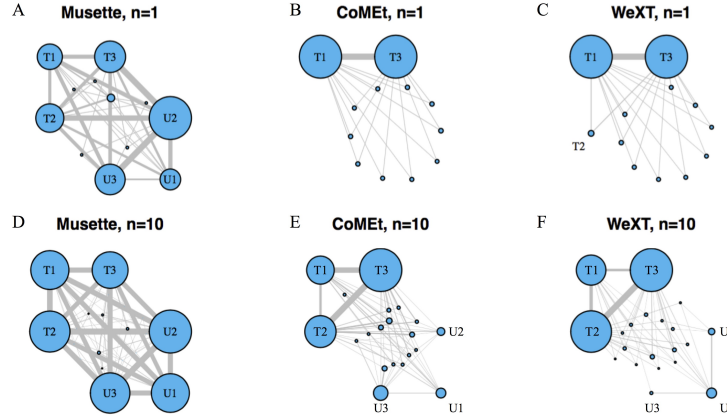 A Musette, n=1
T1
T3
T2
U2
U3
U1
B CoMEt, n=1
T1
T3
C WeXT, n=1
T1
T3
T2
D Musette, n=10
T1
T3
T2
U2
U3
U1
E CoMEt, n=10
T1
T3
T2
U2
U3
U1
F WeXT, n=10
T1
T3
T2
U
U3
U